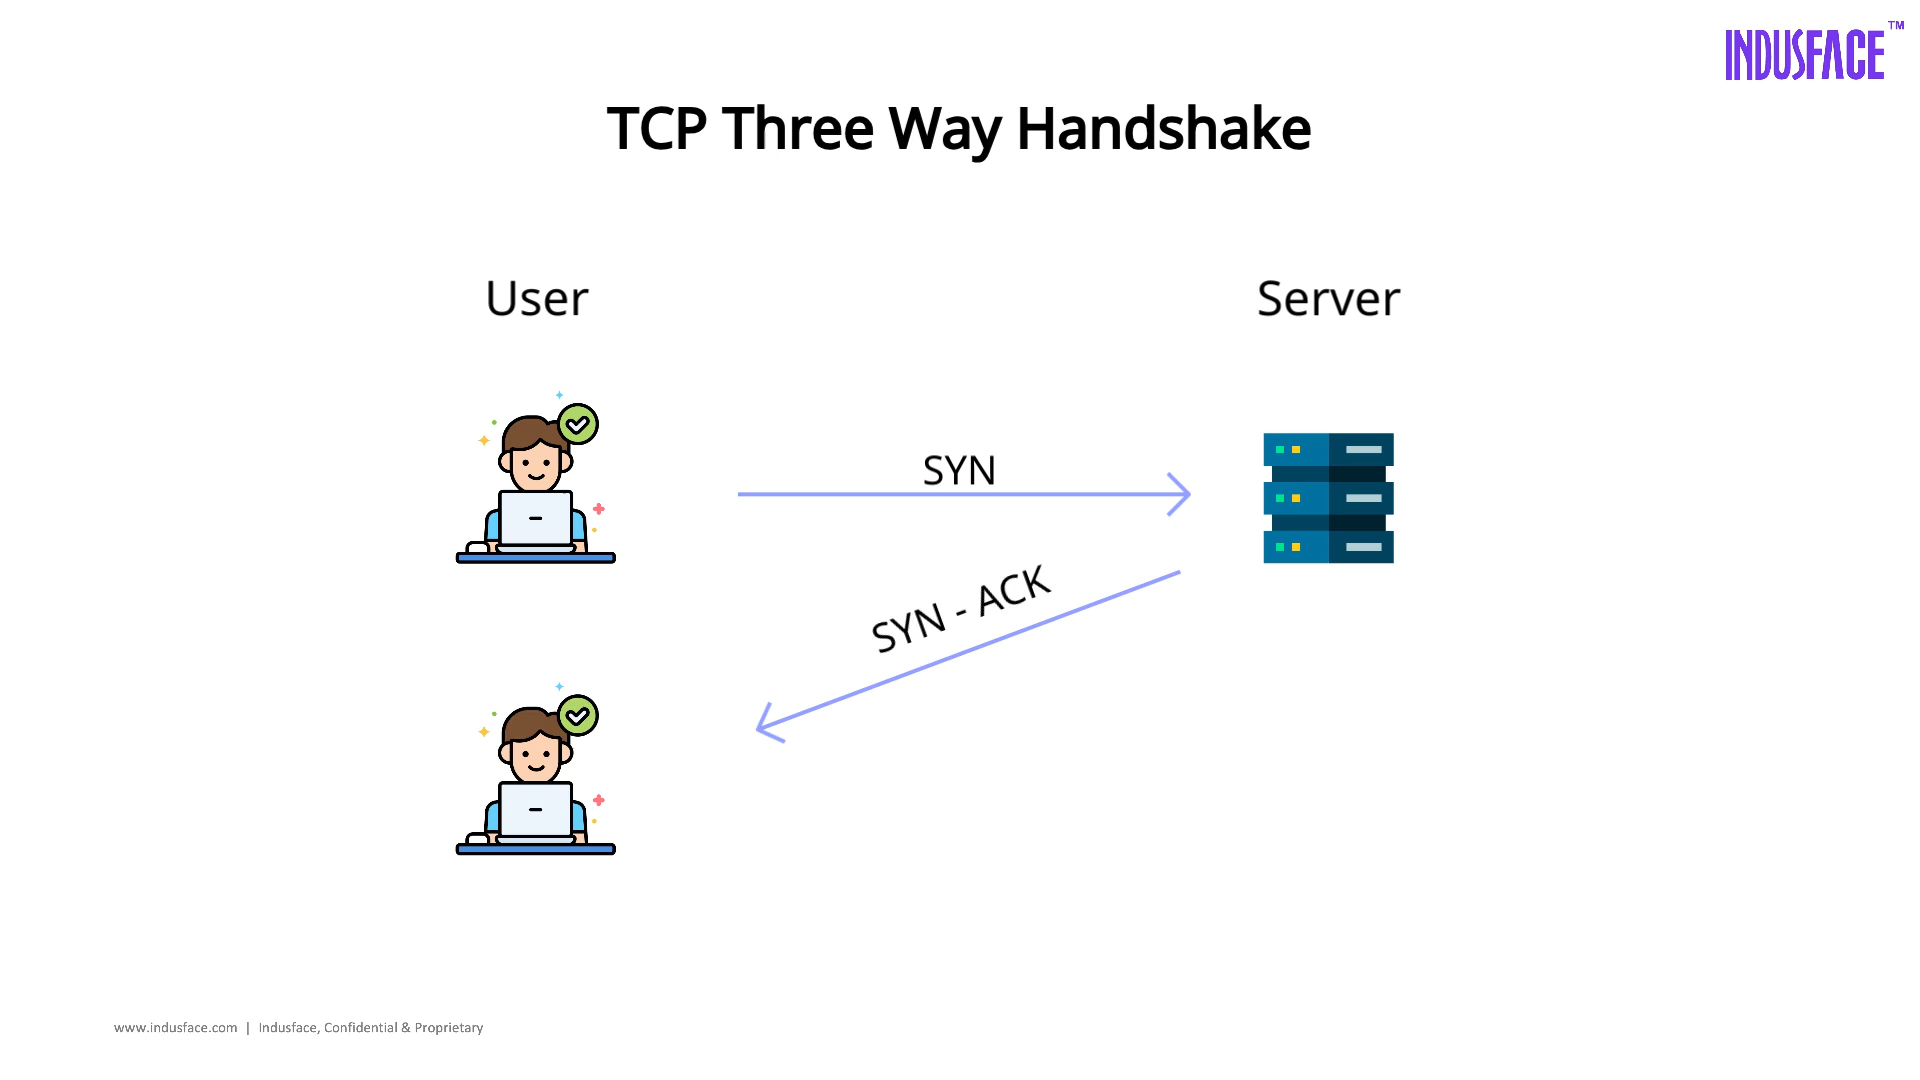 INDUSFACE™
TCP Three Way Handshake
User
Server
SYN
SYN - ACK
www.indusface.com | Indusface, Confidential & Proprietary